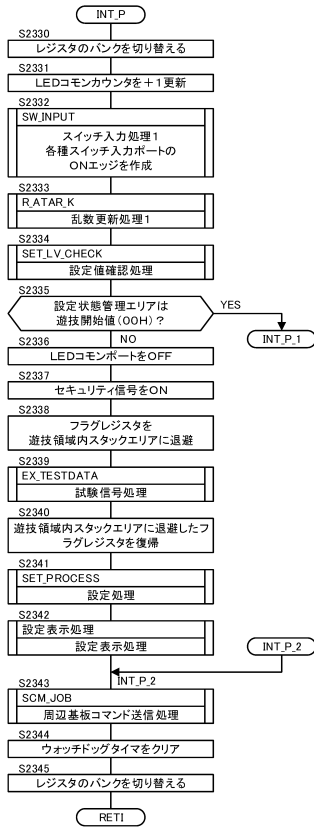 INT_P
S2330
レジスタのバンクを切り替える
S2331
LEDコモンカウンタを＋１更新
S2332
SW_INPUT
スイッチ入力処理１
各種スイッチ入力ポートの
ONエッジを作成
S2333
R_ATAR_K
乱数更新処理１
S2334
SET_LV_CHECK
設定値確認処理
S2335
設定状態管理エリアは
遊技開始値(００H)？
YES
INT_P_1
NO
S2336
LEDコモンポートをOFF
S2337
セキュリティ信号をON
S2338
フラグレジスタを
遊技領域内スタックエリアに退避
S2339
EX_TESTDATA
試験信号処理
S2340
遊技領域内スタックエリアに退避したフ
ラグレジスタを復帰
S2341
SET_PROCESS
設定処理
S2342
設定表示処理
設定表示処理
INT_P_2
S2343
INT_P_2
SCM_JOB
周辺基板コマンド送信処理
S2344
ウォッチドッグタイマをクリア
S2345
レジスタのバンクを切り替える
RETI